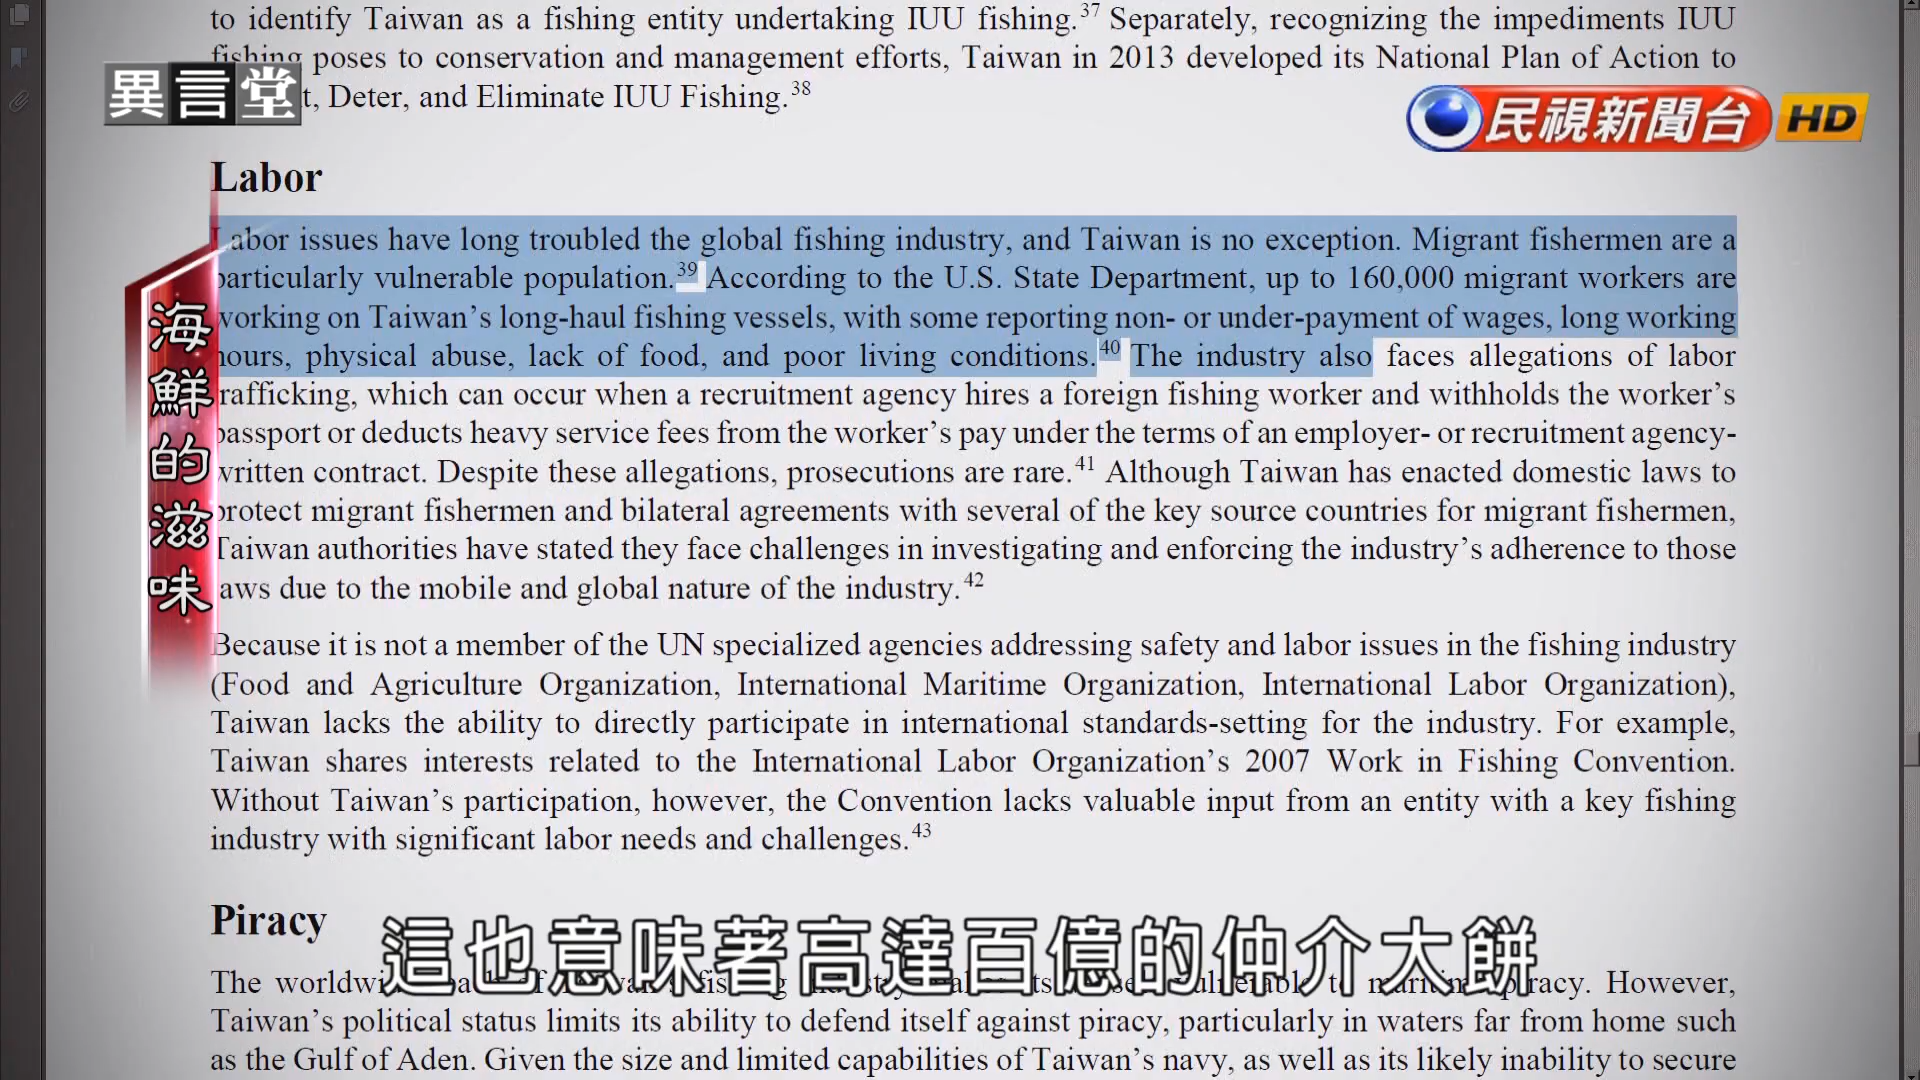 to identify Taiwan as a fishing entity undertaking IUU fishing.37 Separately, recognizing the impediments IUU
fishing poses to conservation and management efforts, Taiwan in 2013 developed its National Plan of Action to
Deter, and Eliminate IUU Fishing.38
異言堂
民視新聞台 HD
Labor
Labor issues have long troubled the global fishing industry, and Taiwan is no exception. Migrant fishermen are a
particularly vulnerable population.39 According to the U.S. State Department, up to 160,000 migrant workers are
working on Taiwan’s long-haul fishing vessels, with some reporting non- or under-payment of wages, long working
hours, physical abuse, lack of food, and poor living conditions.40 The industry also faces allegations of labor
trafficking, which can occur when a recruitment agency hires a foreign fishing worker and withholds the worker’s
passport or deducts heavy service fees from the worker’s pay under the terms of an employer- or recruitment agency-
written contract. Despite these allegations, prosecutions are rare.41 Although Taiwan has enacted domestic laws to
protect migrant fishermen and bilateral agreements with several of the key source countries for migrant fishermen,
Taiwan authorities have stated they face challenges in investigating and enforcing the industry’s adherence to those
laws due to the mobile and global nature of the industry.42
海鮮的滋味
Because it is not a member of the UN specialized agencies addressing safety and labor issues in the fishing industry
(Food and Agriculture Organization, International Maritime Organization, International Labor Organization),
Taiwan lacks the ability to directly participate in international standards-setting for the industry. For example,
Taiwan shares interests related to the International Labor Organization’s 2007 Work in Fishing Convention.
Without Taiwan’s participation, however, the Convention lacks valuable input from an entity with a key fishing
industry with significant labor needs and challenges.43
Piracy
這也意味著高達百億的仲介大餅
The piracy. However,
Taiwan’s political status limits its ability to defend itself against piracy, particularly in waters far from home such
as the Gulf of Aden. Given the size and limited capabilities of Taiwan’s navy, as well as its likely inability to secure